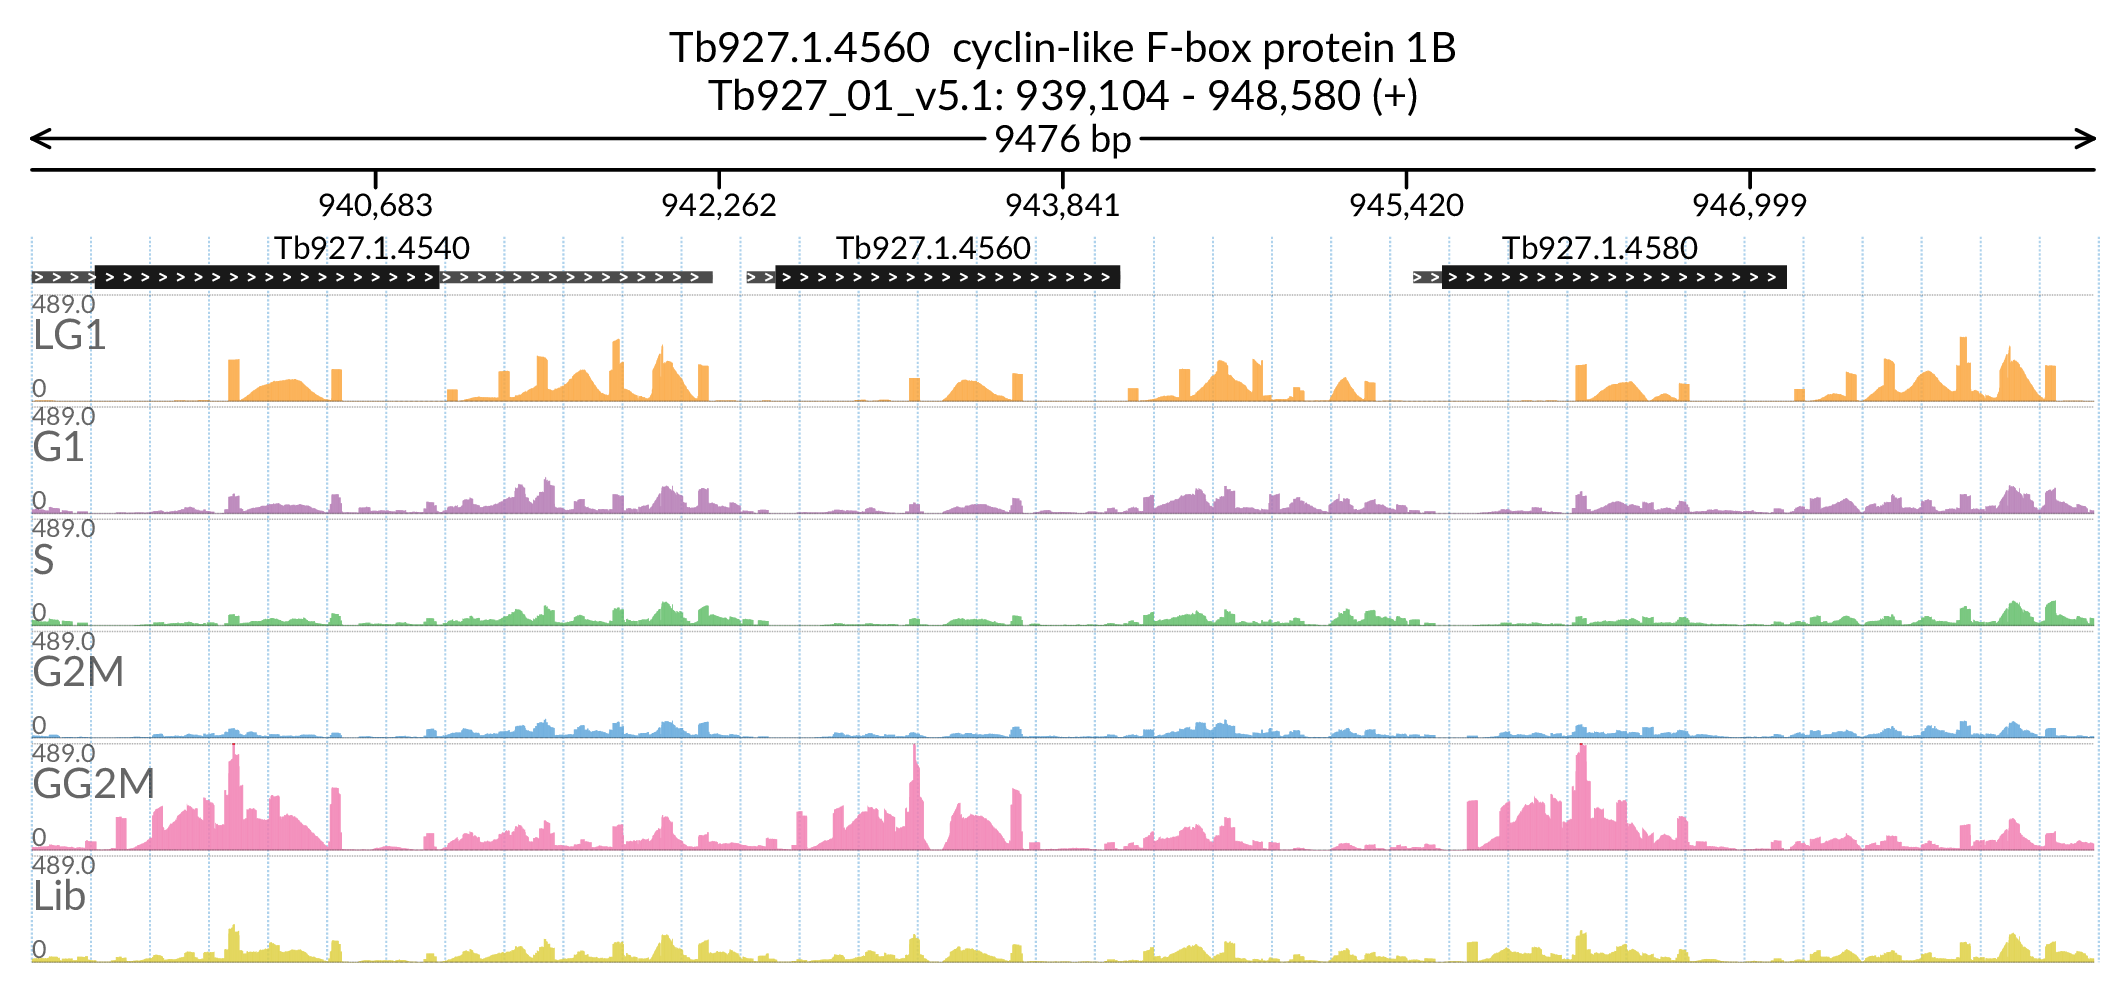 Tb927.1.4560  cyclin-like F-box protein 1B
Tb927_01_v5.1: 939,104 - 948,580 (+)
9476 bp
940,683 942,262 943,841 945,420 946,999
Tb927.1.4540 Tb927.1.4560 Tb927.1.4580
489.0
LG1
0
489.0
G1
0
489.0
S
0
489.0
G2M
0
489.0
GG2M
0
489.0
Lib
0